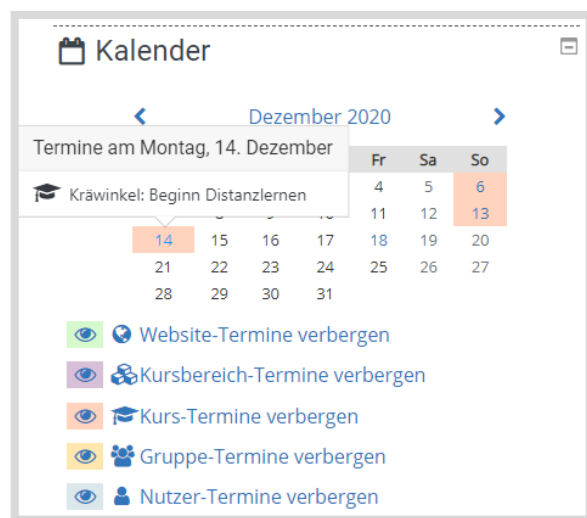 Kalender
Dezember 2020
Termine am Montag, 14. Dezember
Fr Sa So
Kräwinkel: Beginn Distanzlernen
4 5 6
11 12 13
14 15 16 17 18 19 20
21 22 23 24 25 26 27
28 29 30 31
Website-Termine verbergen
Kursbereich-Termine verbergen
Kurs-Termine verbergen
Gruppe-Termine verbergen
Nutzer-Termine verbergen